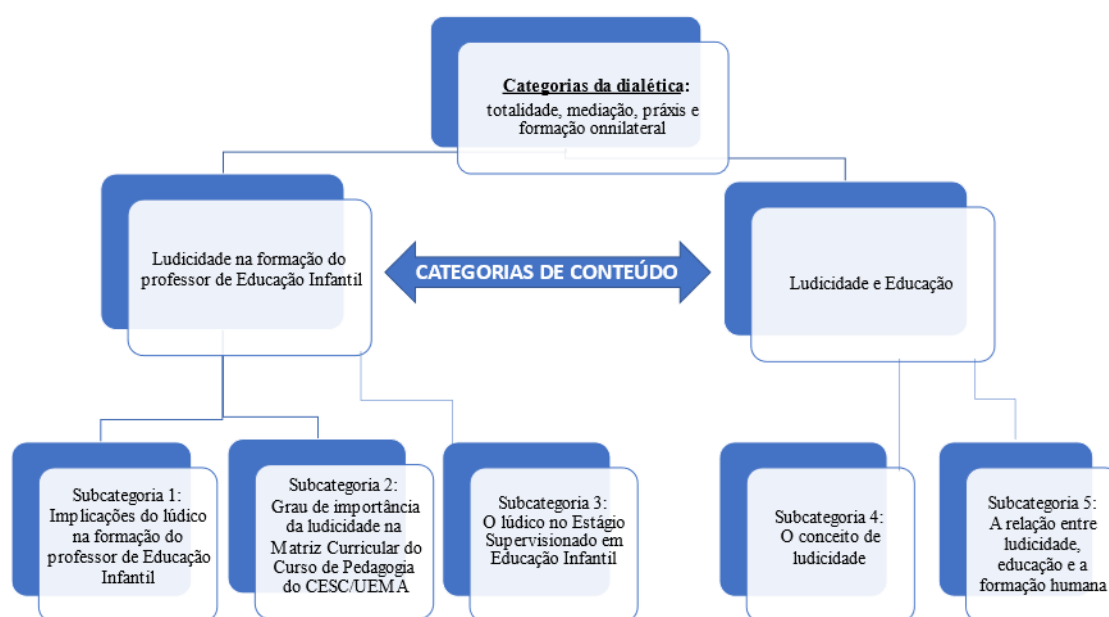 Categorias da dialética:
totalidade, mediação, práxis e
formação onnilateral
Ludicidade na formação do
professor de Educação Infantil
CATEGORIAS DE CONTEÚDO
Ludicidade e Educação
Subcategoria 1:
Implicações do lúdico
na formação do
professor de Educação
Infantil
Subcategoria 2:
Grau de importância
da ludicidade na
Matriz Curricular do
Curso de Pedagogia
do CESC/UEMA
Subcategoria 3:
O lúdico no Estágio
Supervisionado em
Educação Infantil
Subcategoria 4:
O conceito de
ludicidade
Subcategoria 5:
A relação entre
ludicidade,
educação e a
formação humana